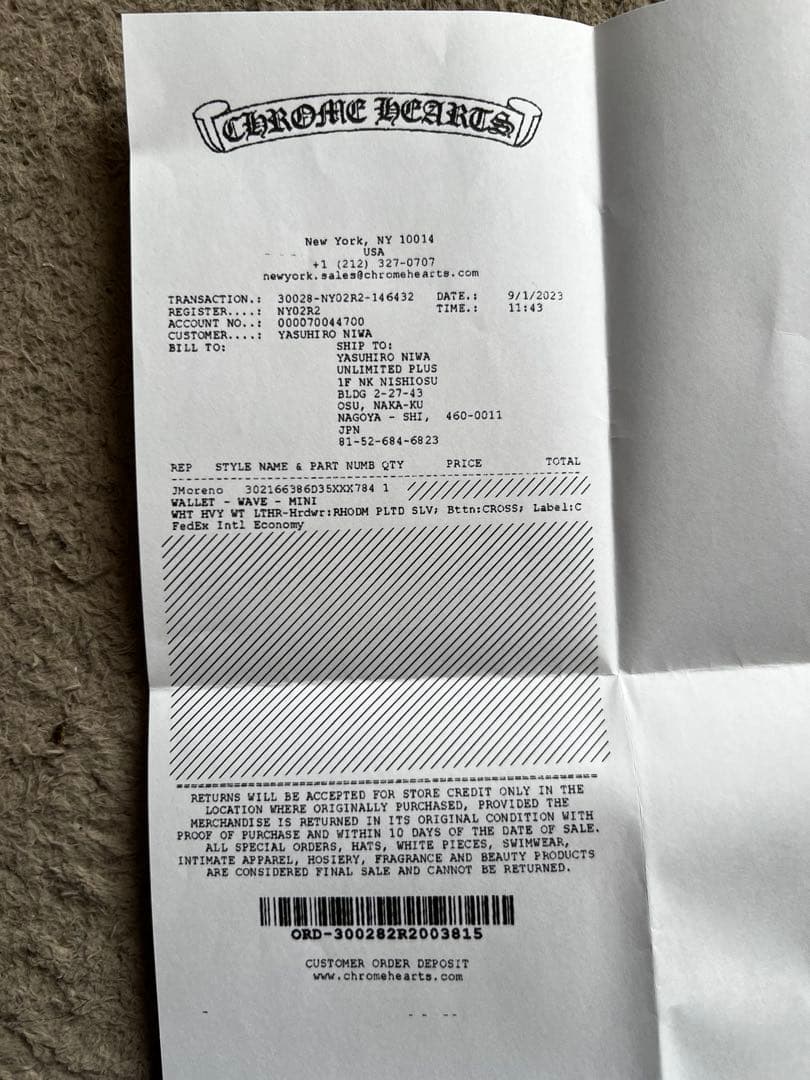 CHROME HEARTS
New York, NY 10014
USA
+1 (212) 327-0707
newyork.sales@chromehearts.com
TRANSACTION.: 30028-NY02R2-146432 DATE.: 9/1/2023
REGISTER....: NY02R2 TIME.: 11:43
ACCOUNT NO..: 000070044700
CUSTOMER....: YASUHIRO NIWA
BILL TO: SHIP TO:
YASUHIRO NIWA
UNLIMITED PLUS
1F NK NISHIOSU
BLDG 2-27-43
OSU, NAKA-KU
NAGOYA - SHI, 460-0011
JPN
81-52-684-6823
REP STYLE NAME & PART NUMB QTY PRICE TOTAL
JMoreno 302166386D35XXX784 1
WALLET - WAVE - MINI
WHT HVY WT LTHR-Hrdwr:RHODM PLTD SLV; Bttn:CROSS; Label:C
FedEx Intl Economy
RETURNS WILL BE ACCEPTED FOR STORE CREDIT ONLY IN THE
LOCATION WHERE ORIGINALLY PURCHASED, PROVIDED THE
MERCHANDISE IS RETURNED IN ITS ORIGINAL CONDITION WITH
PROOF OF PURCHASE AND WITHIN 10 DAYS OF THE DATE OF SALE.
ALL SPECIAL ORDERS, HATS, WHITE PIECES, SWIMWEAR,
INTIMATE APPAREL, HOSIERY, FRAGRANCE AND BEAUTY PRODUCTS
ARE CONSIDERED FINAL SALE AND CANNOT BE RETURNED.
ORD-300282R2003815
CUSTOMER ORDER DEPOSIT
www.chromehearts.com